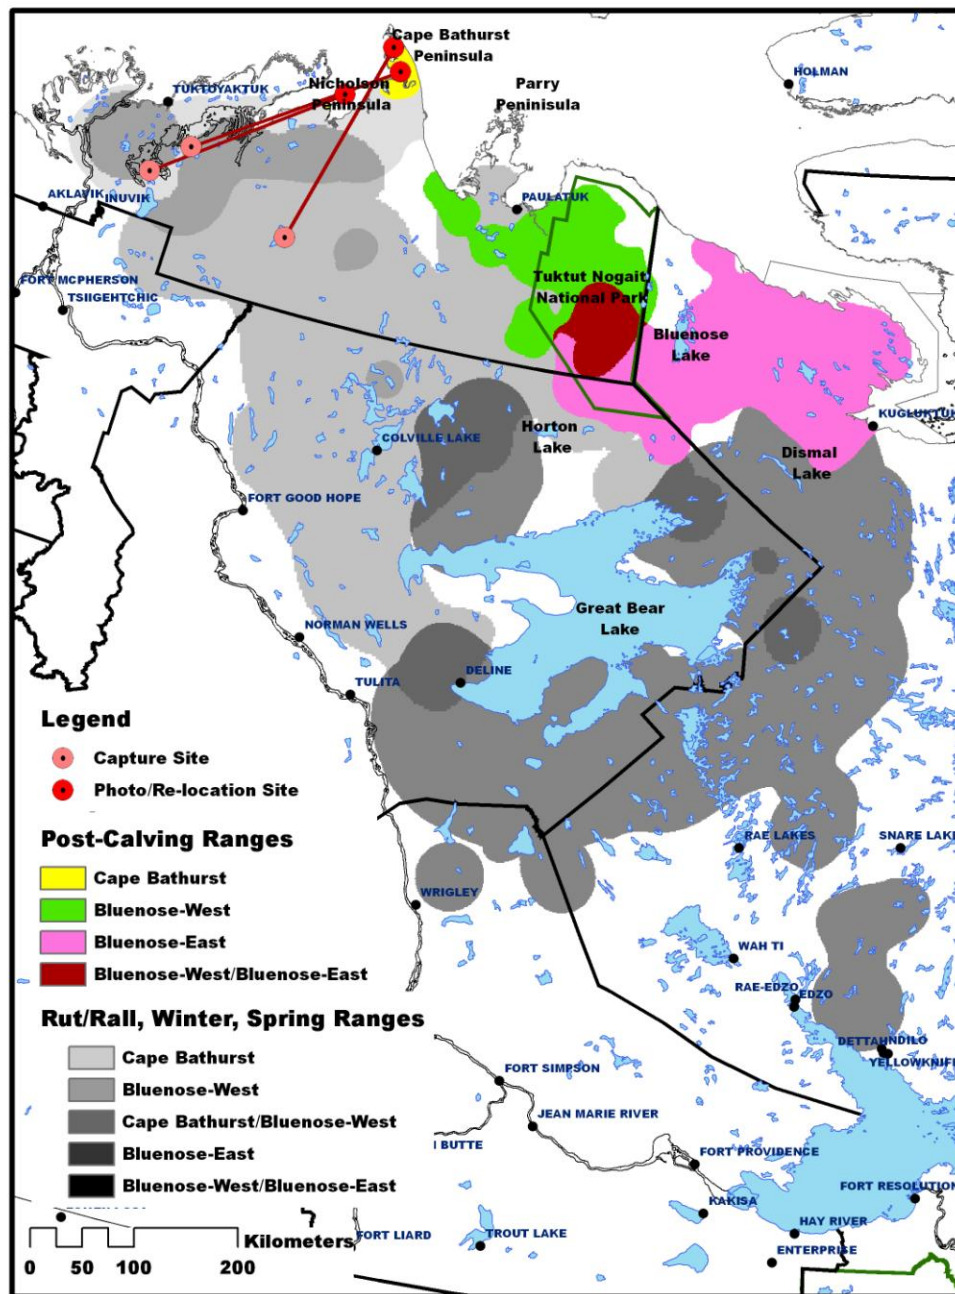 Cape Bathurst
Peninsula
HOLMAN
TUKTOYAKTUK
Nicholson
Peninsula
Parry
Peninisula
AKLAVIK
INUVIK
PAULATUK
FORT MCPHERSON
TSIIGEHTCHIC
Tuktut Nogait
National Park
Bluenose
Lake
KUGLUKTUK
Horton
Lake
COLVILLE LAKE
Dismal
Lake
FORT GOOD HOPE
Great Bear
Lake
NORMAN WELLS
DELINE
TULITA
Legend
Capture Site
Photo/Re-location Site
Post-Calving Ranges
Cape Bathurst
Bluenose-West
Bluenose-East
Bluenose-West/Bluenose-East
RAE LAKES
SNARE LAKE
WRIGLEY
WAH TI
RAE-EDZO
EDZO
Rut/Rall, Winter, Spring Ranges
Cape Bathurst
Bluenose-West
Cape Bathurst/Bluenose-West
Bluenose-East
Bluenose-West/Bluenose-East
DETTAH
NDILO
YELLOWKNIFE
FORT SIMPSON
JEAN MARIE RIVER
BUTTE
FORT PROVIDENCE
FORT RESOLUTION
KAKISA
HAY RIVER
ENTERPRISE
FORT LIARD
TROUT LAKE
Kilometers
0 50 100 200